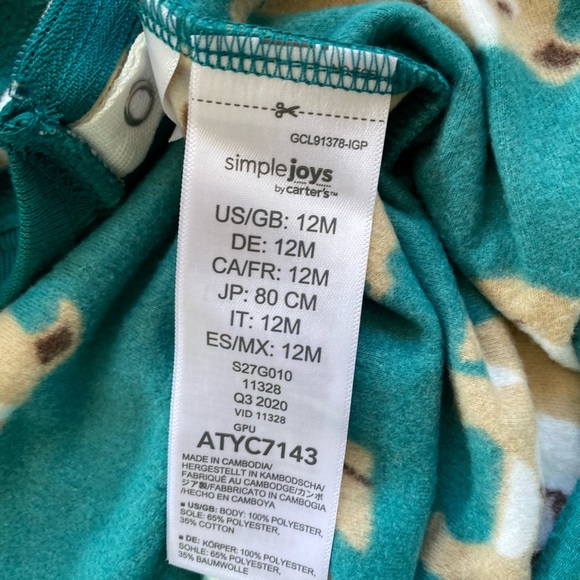 GCL91378-IGP
simplejoys
by carter's™
US/GB: 12M
DE: 12M
CA/FR: 12M
JP: 80 CM
IT: 12M
ES/MX: 12M
S27G010
11328
Q3 2020
VID 11328
GPU
ATYC7143
MADE IN CAMBODIA/
HERGESTELLT IN KAMBODSCHA/
FABRIQUÉ AU CAMBODGE/カンボ
ジア製/FABBRICATO IN CAMBOGIA
/HECHO EN CAMBOYA
■ US/GB: BODY: 100% POLYESTER,
SOLE: 65% POLYESTER,
35% COTTON
■ DE: KÖRPER: 100% POLYESTER,
SOHLE: 65% POLYESTER,
35% BAUMWOLLE